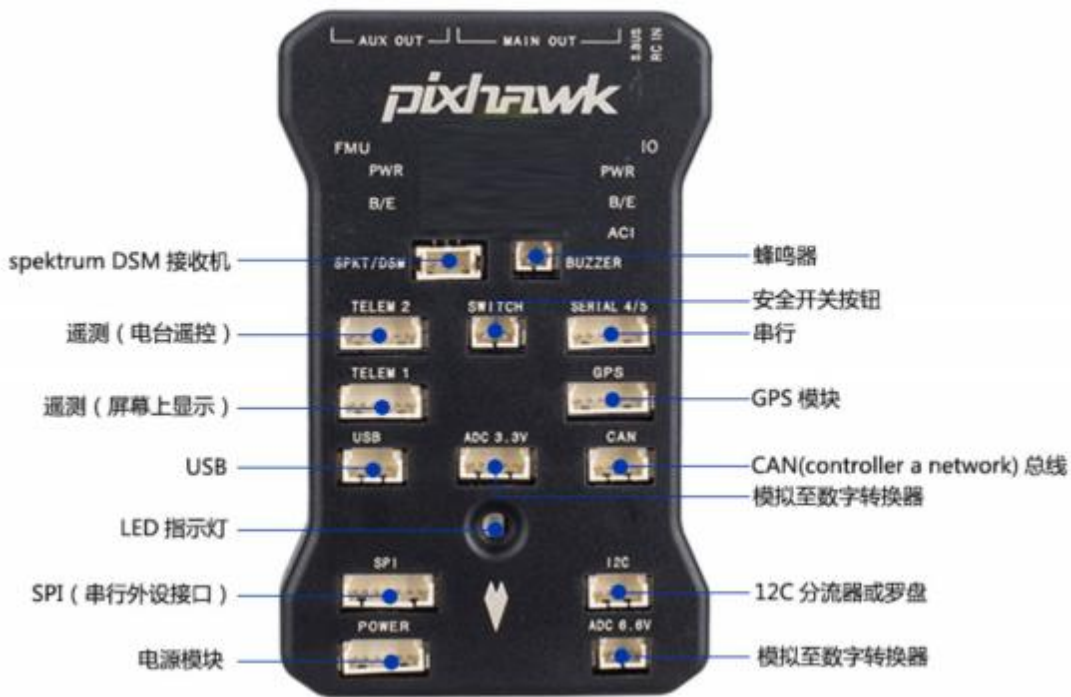 AUX OUT
MAIN OUT
S.BUS
RC IN
pixhawk
FMU
IO
PWR
PWR
B/E
B/E
ACI
spektrum DSM 接收机
SPKT/DSM
BUZZER
蜂鸣器
安全开关按钮
TELEM 2
SWITCH
SERIAL 4/5
遥测（电台遥控）
串行
TELEM 1
GPS
遥测（屏幕上显示）
GPS 模块
USB
ADC 3.3V
CAN
USB
CAN(controller a network) 总线
模拟至数字转换器
LED 指示灯
SPI
I2C
SPI（串行外设接口）
12C 分流器或罗盘
POWER
ADC 6.6V
电源模块
模拟至数字转换器